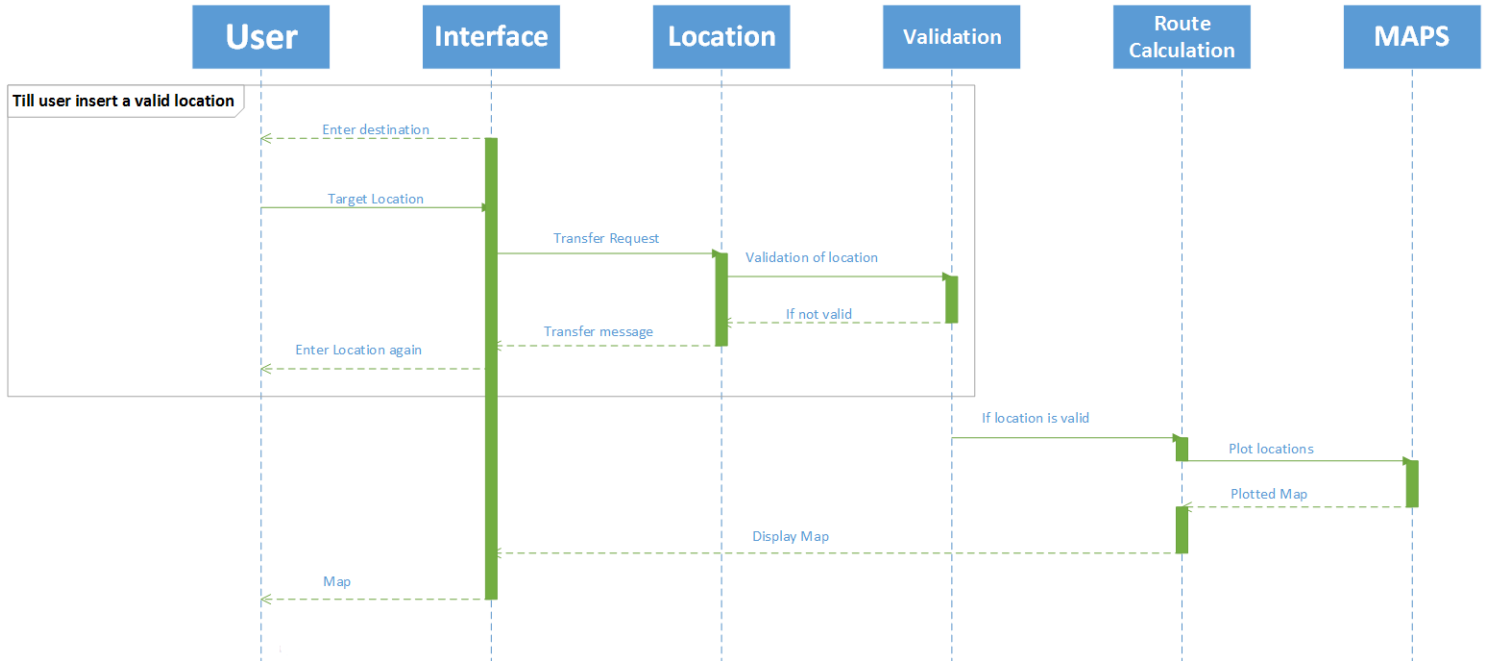 User
Interface
Location
Validation
Route
Calculation
MAPS
Till user insert a valid location
Enter destination
Target Location
Transfer Request
Validation of location
If not valid
Transfer message
Enter Location again
If location is valid
Plot locations
Plotted Map
Display Map
Map